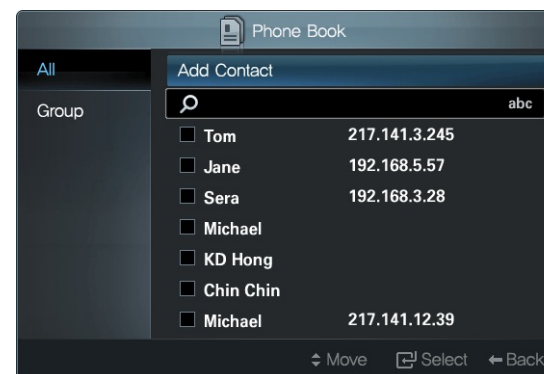 Phone Book
All
Add Contact
Group
abc
Tom 217.141.3.245
Jane 192.168.5.57
Sera 192.168.3.28
Michael
KD Hong
Chin Chin
Michael 217.141.12.39
Move Select Back